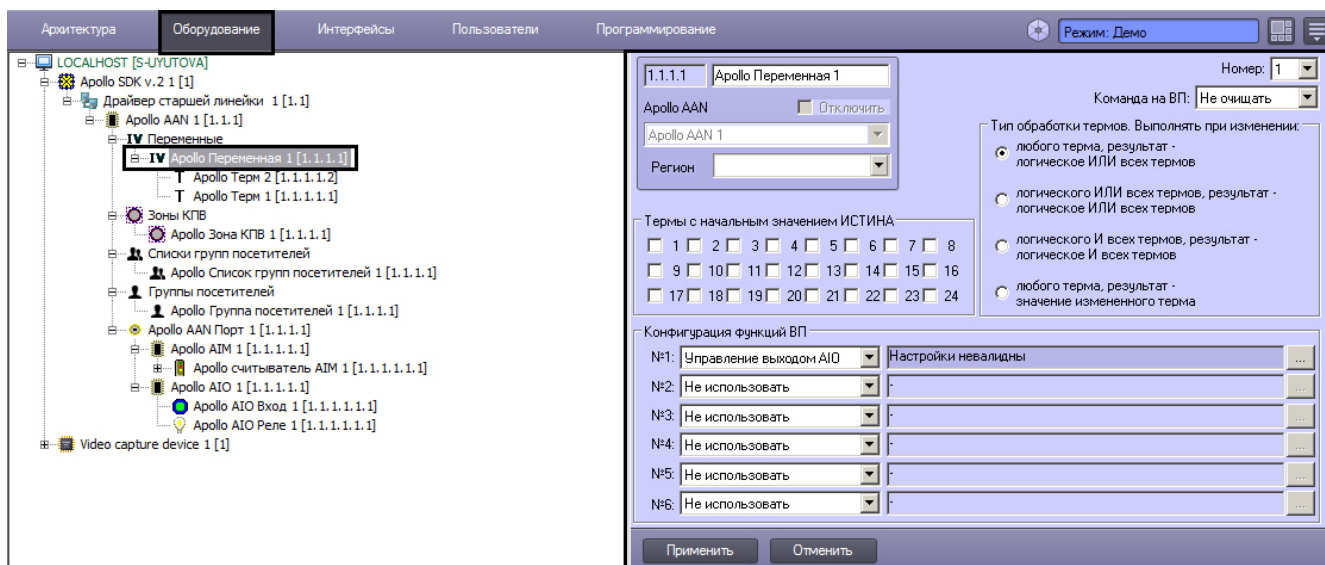 Архитектура Оборудование Интерфейсы Пользователи Программирование Режим: Демо
LOCALHOST [S-UYUTOVA]
Apollo SDK v.2 1 [1]
Драйвер старшей линейки 1 [1.1]
Apollo AAN 1 [1.1.1]
Переменные
Apollo Переменная 1 [1.1.1.1]
Apollo Терм 2 [1.1.1.1.2]
Apollo Терм 1 [1.1.1.1.1]
Зоны КПВ
Apollo Зона КПВ 1 [1.1.1.1]
Списки групп посетителей
Apollo Список групп посетителей 1 [1.1.1.1]
Группы посетителей
Apollo Группа посетителей 1 [1.1.1.1]
Apollo AAN Порт 1 [1.1.1.1]
Apollo AIM 1 [1.1.1.1.1]
Apollo считыватель AIM 1 [1.1.1.1.1.1]
Apollo AIO 1 [1.1.1.1.1]
Apollo AIO Вход 1 [1.1.1.1.1.1]
Apollo AIO Реле 1 [1.1.1.1.1.1]
Video capture device 1 [1]
1.1.1.1 Apollo Переменная 1
Apollo AAN Отключить
Apollo AAN 1
Регион
Номер: 1
Команда на ВП: Не очищать
Тип обработки термов. Выполнять при изменении:
любого терма, результат -
логическое ИЛИ всех термов
логического ИЛИ всех термов, результат -
логическое ИЛИ всех термов
логического И всех термов, результат -
логическое И всех термов
любого терма, результат -
значение измененного терма
Термы с начальным значением ИСТИНА
1 2 3 4 5 6 7 8
9 10 11 12 13 14 15 16
17 18 19 20 21 22 23 24
Конфигурация функций ВП
№1: Управление выходом AIO Настройки невалидны ...
№2: Не использовать - ...
№3: Не использовать - ...
№4: Не использовать - ...
№5: Не использовать - ...
№6: Не использовать - ...
Применить Отменить